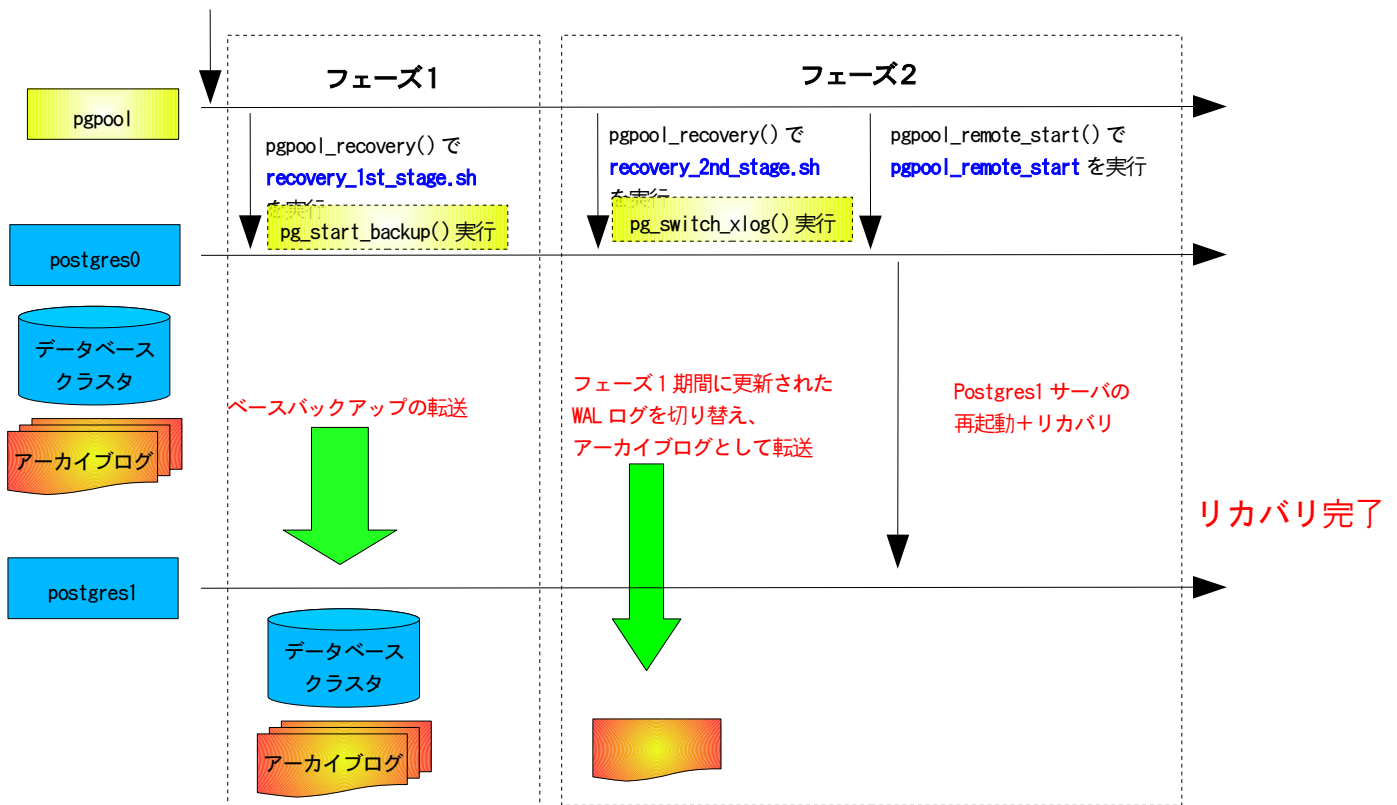 フェーズ1
フェーズ2
pgpool
pgpool_recovery() で
recovery_1st_stage.sh
を実行
pg_start_backup() 実行
pgpool_recovery() で
recovery_2nd_stage.sh
を実行
pg_switch_xlog() 実行
pgpool_remote_start() で
pgpool_remote_start を実行
postgres0
データベース
クラスタ
アーカイブログ
ベースバックアップの転送
フェーズ1期間に更新された
WAL ログを切り替え、
アーカイブログとして転送
Postgres1 サーバの
再起動＋リカバリ
リカバリ完了
postgres1
データベース
クラスタ
アーカイブログ